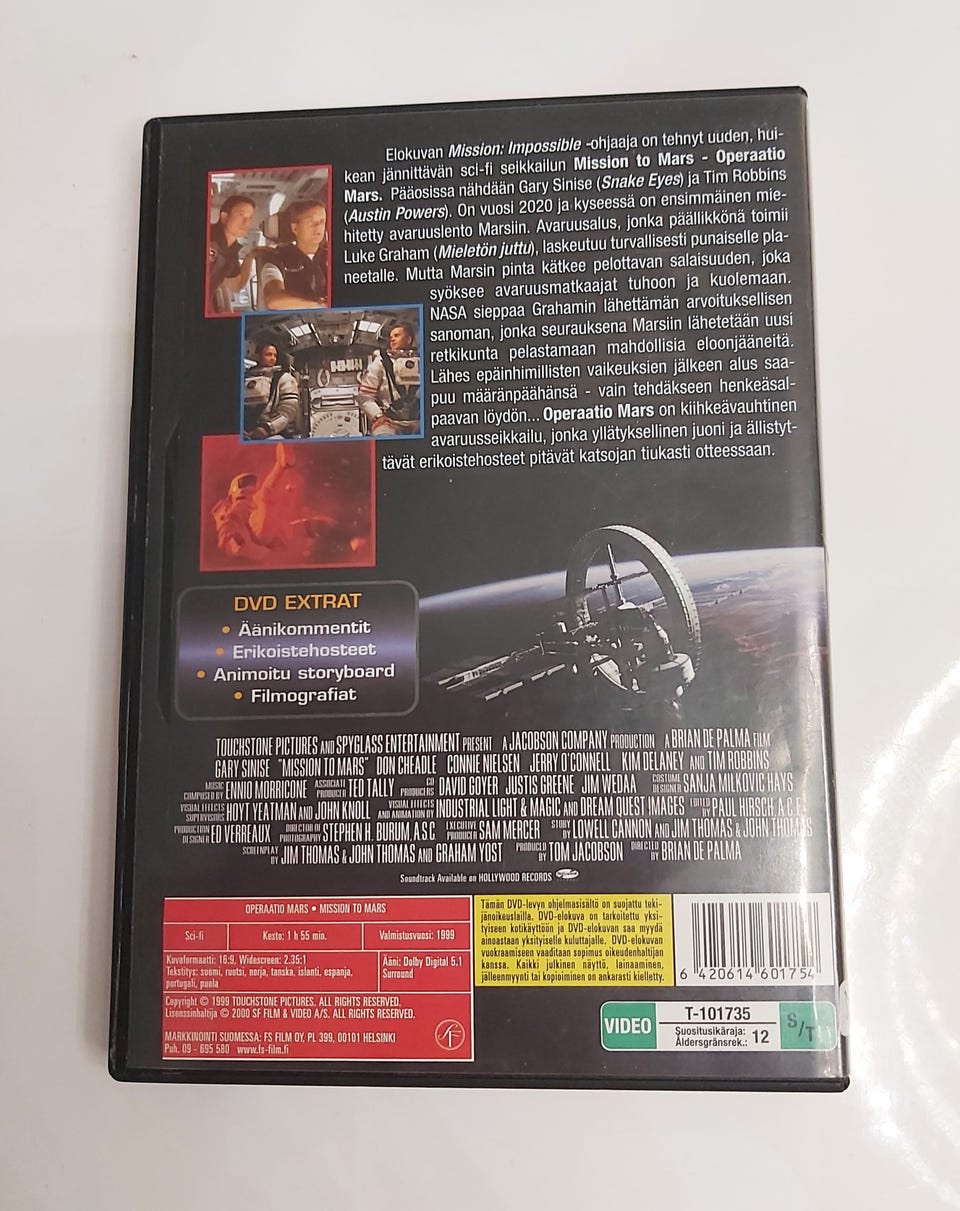 Elokuvan Mission: Impossible -ohjaaja on tehnyt uuden, hui-
kean jännittävän sci-fi seikkailun Mission to Mars - Operaatio
Mars. Pääosissa nähdään Gary Sinise (Snake Eyes) ja Tim Robbins
(Austin Powers). On vuosi 2020 ja kyseessä on ensimmäinen mie-
hitetty avaruuslento Marsiin. Avaruusalus, jonka päällikkönä toimii
Luke Graham (Mieletön juttu), laskeutuu turvallisesti punaiselle pla-
neetalle. Mutta Marsin pinta kätkee pelottavan salaisuuden, joka
syöksee avaruusmatkaajat tuhoon ja kuolemaan.
NASA sieppaa Grahamin lähettämän arvoituksellisen
sanoman, jonka seurauksena Marsiin lähetetään uusi
retkikunta pelastamaan mahdollisia eloonjääneitä.
Lähes epäinhimillisten vaikeuksien jälkeen alus saa-
puu määränpäähänsä - vain tehdäkseen henkeäsal-
paavan löydön... Operaatio Mars on kiihkeävauhtinen
avaruusseikkailu, jonka yllätyksellinen juoni ja ällistyt-
tävät erikoistehosteet pitävät katsojan tiukasti otteessaan.
DVD EXTRAT
• Äänikommentit
• Erikoistehosteet
• Animoitu storyboard
• Filmografiat
TOUCHSTONE PICTURES AND SPYGLASS ENTERTAINMENT PRESENT A JACOBSON COMPANY PRODUCTION A BRIAN DE PALMA FILM
GARY SINISE "MISSION TO MARS" DON CHEADLE CONNIE NIELSEN JERRY O'CONNELL KIM DELANEY AND TIM ROBBINS
MUSIC COMPOSED BY ENNIO MORRICONE ASSOCIATE PRODUCER TED TALLY CO PRODUCERS DAVID GOYER JUSTIS GREENE JIM WEDAA COSTUME DESIGNER SANJA MILKOVIC HAYS
VISUAL EFFECTS SUPERVISORS HOYT YEATMAN AND JOHN KNOLL VISUAL EFFECTS AND ANIMATION BY INDUSTRIAL LIGHT & MAGIC AND DREAM QUEST IMAGES EDITED BY PAUL HIRSCH A.C.E.
PRODUCTION DESIGNER ED VERREAUX DIRECTOR OF PHOTOGRAPHY STEPHEN H. BURUM A.S.C. EXECUTIVE PRODUCER SAM MERCER STORY BY LOWELL CANNON AND JIM THOMAS & JOHN THOMAS
SCREENPLAY BY JIM THOMAS & JOHN THOMAS AND GRAHAM YOST PRODUCED BY TOM JACOBSON DIRECTED BY BRIAN DE PALMA
Soundtrack Available on HOLLYWOOD RECORDS
OPERAATIO MARS • MISSION TO MARS
Sci-fi Kesto: 1 h 55 min. Valmistusvuosi: 1999
Kuvaformaatti: 16:9, Widescreen: 2.35:1
Tekstitys: suomi, ruotsi, norja, tanska, islanti, espanja,
portugali, puola
Ääni: Dolby Digital 5.1
Surround
Copyright © 1999 TOUCHSTONE PICTURES. ALL RIGHTS RESERVED.
Lisenssinhaltija © 2000 SF FILM & VIDEO A/S. ALL RIGHTS RESERVED.
MARKKINOINTI SUOMESSA: FS FILM OY, PL 399, 00101 HELSINKI
Puh. 09 - 695 580 www.fs-film.fi
SF
Tämän DVD-levyn ohjelmasisältö on suojattu teki-
jänoikeuslailla. DVD-elokuva on tarkoitettu yksi-
tyiseen kotikäyttöön ja DVD-elokuvan saa myydä
ainoastaan yksityiselle kuluttajalle. DVD-elokuvan
vuokraamiseen vaaditaan sopimus oikeudenhaltijan
kanssa. Kaikki julkinen näyttö, lainaaminen,
jälleenmyynti tai kopioiminen on ankarasti kielletty.
6 420614 601754
VIDEO
T-101735
Suositusikäraja:
Åldersgränsrek.: 12
S/T